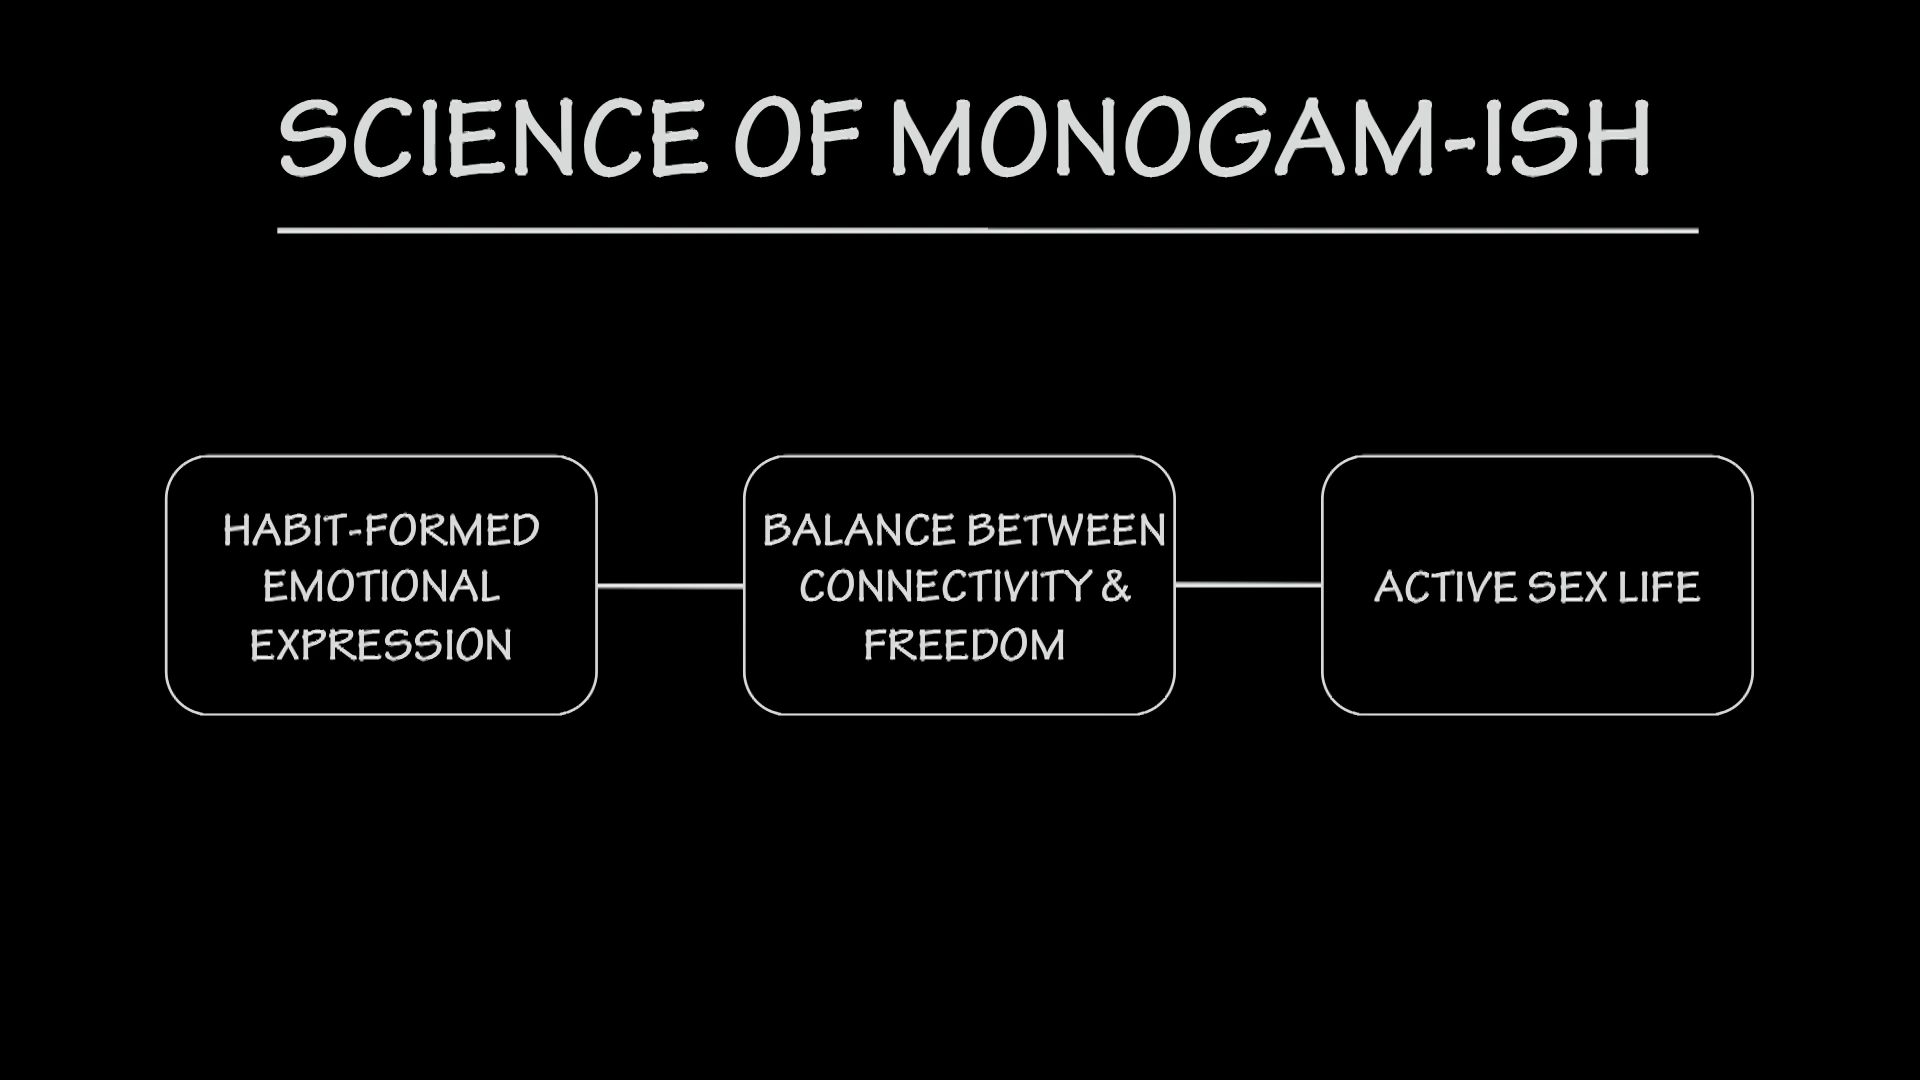 SCIENCE OF MONOGAM-ISH
HABIT-FORMED
EMOTIONAL
EXPRESSION
BALANCE BETWEEN
CONNECTIVITY &
FREEDOM
ACTIVE SEX LIFE